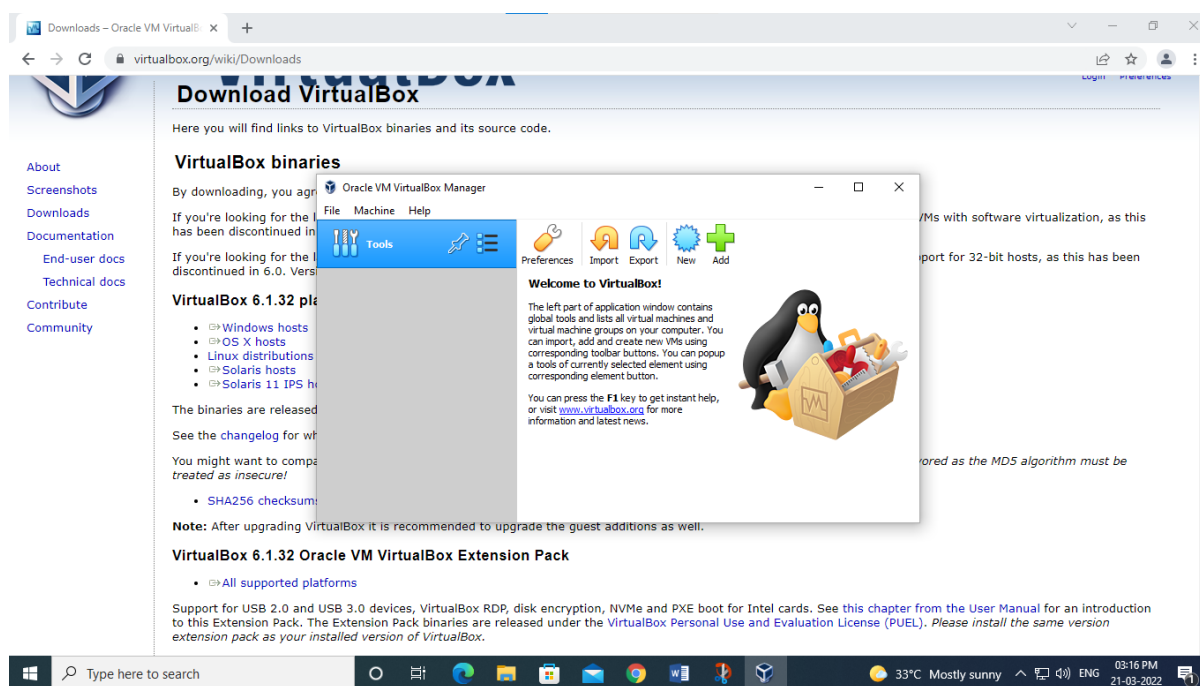 Downloads – Oracle VM VirtualB
virtualbox.org/wiki/Downloads
Login Preferences
VirtualBox
Download VirtualBox
Here you will find links to VirtualBox binaries and its source code.
About
Screenshots
Downloads
Documentation
End-user docs
Technical docs
Contribute
Community
VirtualBox binaries
By downloading, you agr
If you're looking for the l
/Ms with software virtualization, as this
has been discontinued in
If you're looking for the l
port for 32-bit hosts, as this has been
discontinued in 6.0. Vers
VirtualBox 6.1.32 pla
Windows hosts
OS X hosts
Linux distributions
Solaris hosts
Solaris 11 IPS ho
The binaries are released
See the changelog for wh
You might want to compa
vored as the MD5 algorithm must be
treated as insecure!
SHA256 checksums
Note: After upgrading VirtualBox it is recommended to upgrade the guest additions as well.
VirtualBox 6.1.32 Oracle VM VirtualBox Extension Pack
All supported platforms
Support for USB 2.0 and USB 3.0 devices, VirtualBox RDP, disk encryption, NVMe and PXE boot for Intel cards. See this chapter from the User Manual for an introduction
to this Extension Pack. The Extension Pack binaries are released under the VirtualBox Personal Use and Evaluation License (PUEL). Please install the same version
extension pack as your installed version of VirtualBox.
Oracle VM VirtualBox Manager
File Machine Help
Tools
Preferences Import Export New Add
Welcome to VirtualBox!
The left part of application window contains
global tools and lists all virtual machines and
virtual machine groups on your computer. You
can import, add and create new VMs using
corresponding toolbar buttons. You can popup
a tools of currently selected element using
corresponding element button.
You can press the F1 key to get instant help,
or visit www.virtualbox.org for more
information and latest news.
Type here to search
33°C Mostly sunny
ENG
03:16 PM
21-03-2022
1